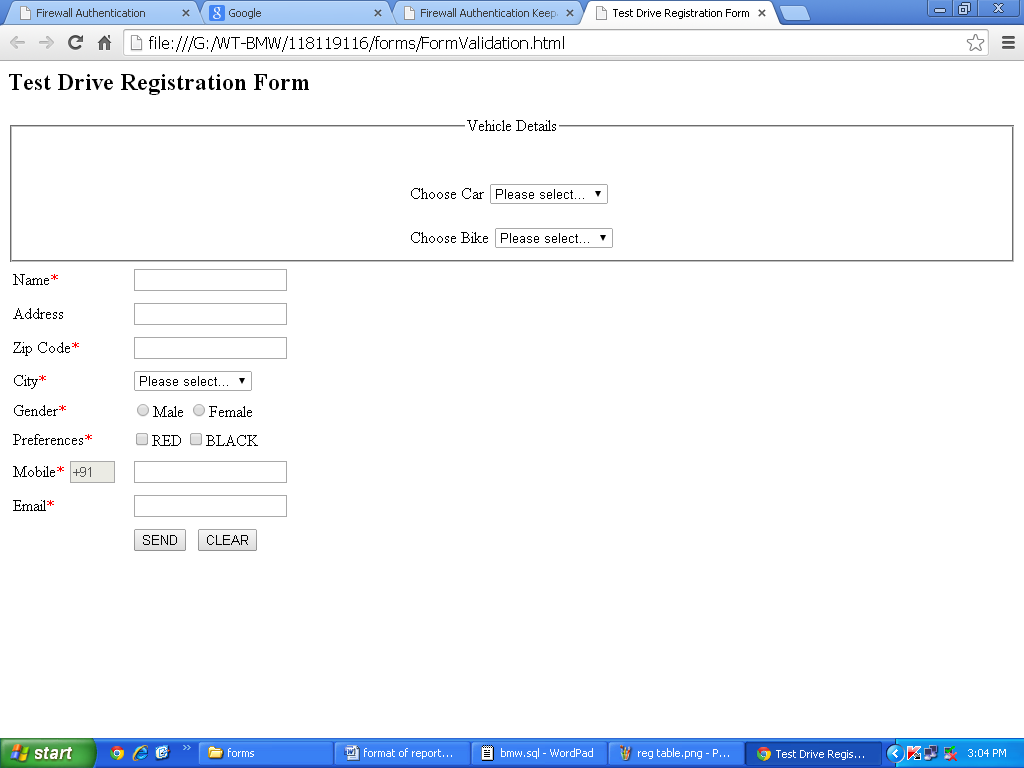 Firewall Authentication
Google
Firewall Authentication Keep
Test Drive Registration Form
file:///G:/WT-BMW/118119116/forms/FormValidation.html
Test Drive Registration Form
Vehicle Details
Choose Car Please select...
Choose Bike Please select...
Name*
Address
Zip Code*
City* Please select...
Gender* Male Female
Preferences* RED BLACK
Mobile* +91
Email*
SEND CLEAR
start
forms
format of report...
bmw.sql - WordPad
reg table.png - P...
Test Drive Regis...
3:04 PM